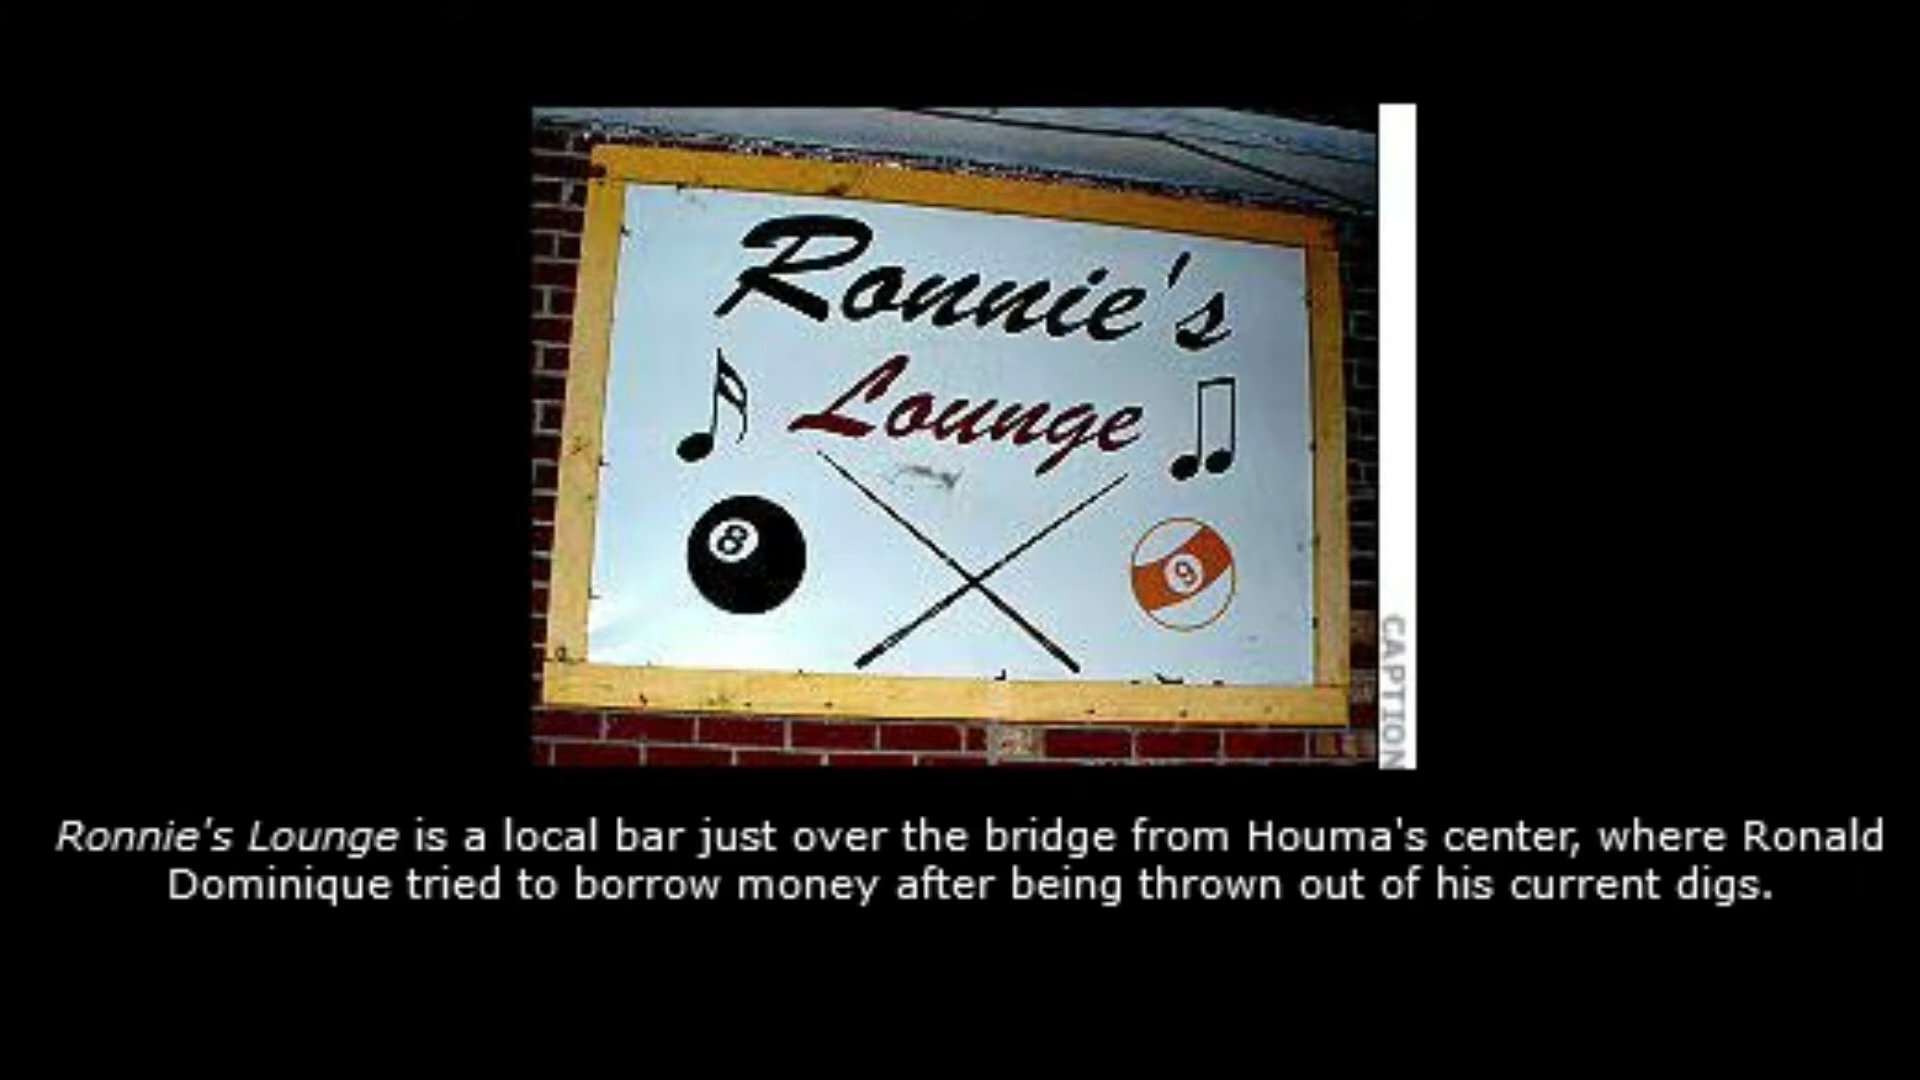 Ronnie's
Lounge
8
9
CAPTION
Ronnie's Lounge is a local bar just over the bridge from Houma's center, where Ronald
Dominique tried to borrow money after being thrown out of his current digs.